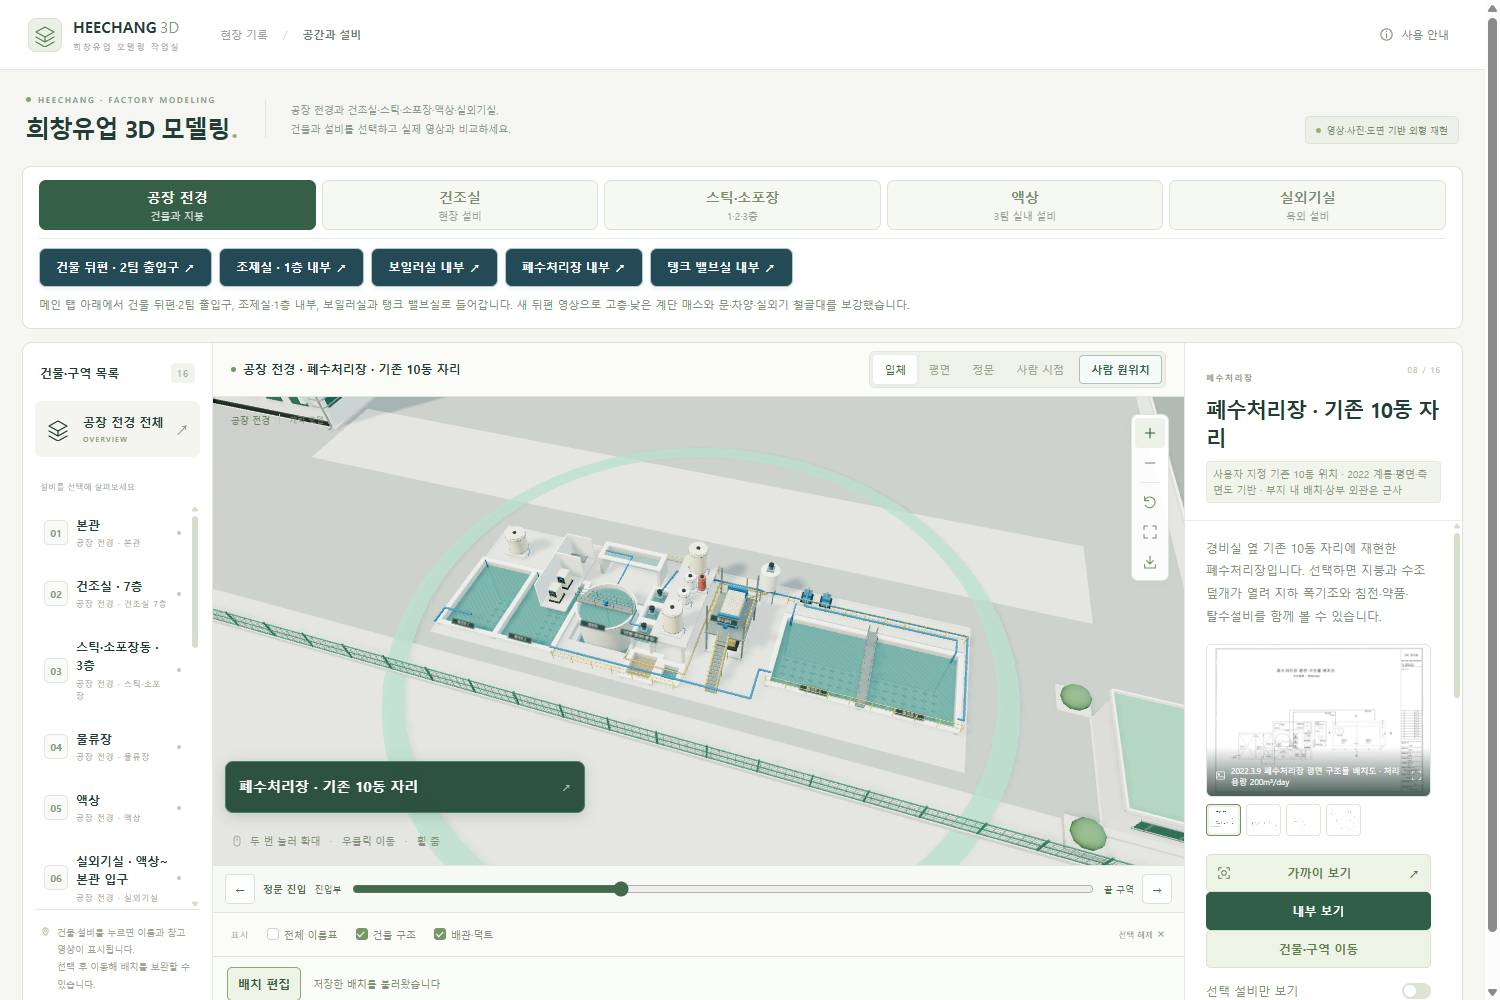 HEECHANG 3D
희창유업 모델링 작업실
현장 기록 / 공간과 설비
사용 안내
HEECHANG · FACTORY MODELING
희창유업 3D 모델링.
공장 전경과 건조실·스틱·소포장·액상·실외기실,
건물과 설비를 선택하고 실제 영상과 비교하세요.
영상·사진·도면 기반 외형 재현
공장 전경
건물과 지붕
건조실
현장 설비
스틱·소포장
1·2·3층
액상
3팀 실내 설비
실외기실
옥외 설비
건물 뒤편 · 2팀 출입구 ↗
조제실 · 1층 내부 ↗
보일러실 내부 ↗
폐수처리장 내부 ↗
탱크 밸브실 내부 ↗
메인 탭 아래에서 건물 뒤편·2팀 출입구, 조제실·1층 내부, 보일러실과 탱크 밸브실로 들어갑니다. 새 뒤편 영상으로 고층·낮은 계단 매스와 문·차양·실외기 철골대를 보강했습니다.
건물·구역 목록
16
공장 전경 전체 ↗
OVERVIEW
설비를 선택해 살펴보세요
01
본관
공장 전경 · 본관
02
건조실 · 7층
공장 전경 · 건조실 7층
03
스틱·소포장동 ·
3층
공장 전경 · 스틱·소포
장
04
물류장
공장 전경 · 물류장
05
액상
공장 전경 · 액상
06
실외기실 · 액상~
본관 입구
공장 전경 · 실외기실
건물·설비를 누르면 이름과 참고
영상이 표시됩니다.
선택 후 이동해 배치를 보완할 수
있습니다.
공장 전경 · 폐수처리장 · 기존 10동 자리
입체
평면
정문
사람 시점
사람 원위치
공장 전경
폐수처리장 · 기존 10동 자리 ↗
두 번 눌러 확대 · 우클릭 이동 · 휠 줌
← 정문 진입 진입부
끝 구역 →
표시
전체 이름표
건물 구조
배관·덕트
선택 해제 ✕
배치 편집
저장한 배치를 불러왔습니다
폐수처리장
08 / 16
폐수처리장 · 기존 10동 자
리
사용자 지정 기존 10동 위치 · 2022 계통·평면·측
면도 기반 · 부지 내 배치·상부 외관은 근사
경비실 옆 기존 10동 자리에 재현한
폐수처리장입니다. 선택하면 지붕과 수조
덮개가 열려 지하 폭기조와 침전·약품·
탈수설비를 함께 볼 수 있습니다.
2022.3.9 폐수처리장 평면 구조물 배치도 · 처리
용량 200m³/day
가까이 보기 ↗
내부 보기
건물·구역 이동
선택 설비만 보기